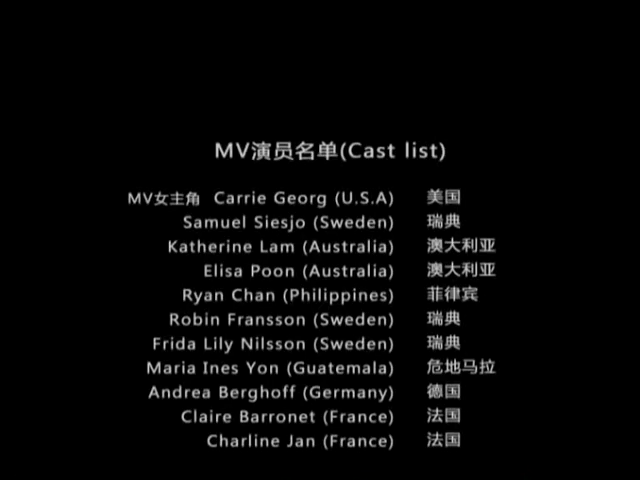 MV演员名单(Cast list)
MV女主角 Carrie Georg (U.S.A) 美国
Samuel Siesjo (Sweden) 瑞典
Katherine Lam (Australia) 澳大利亚
Elisa Poon (Australia) 澳大利亚
Ryan Chan (Philippines) 菲律宾
Robin Fransson (Sweden) 瑞典
Frida Lily Nilsson (Sweden) 瑞典
Maria Ines Yon (Guatemala) 危地马拉
Andrea Berghoff (Germany) 德国
Claire Barronet (France) 法国
Charline Jan (France) 法国